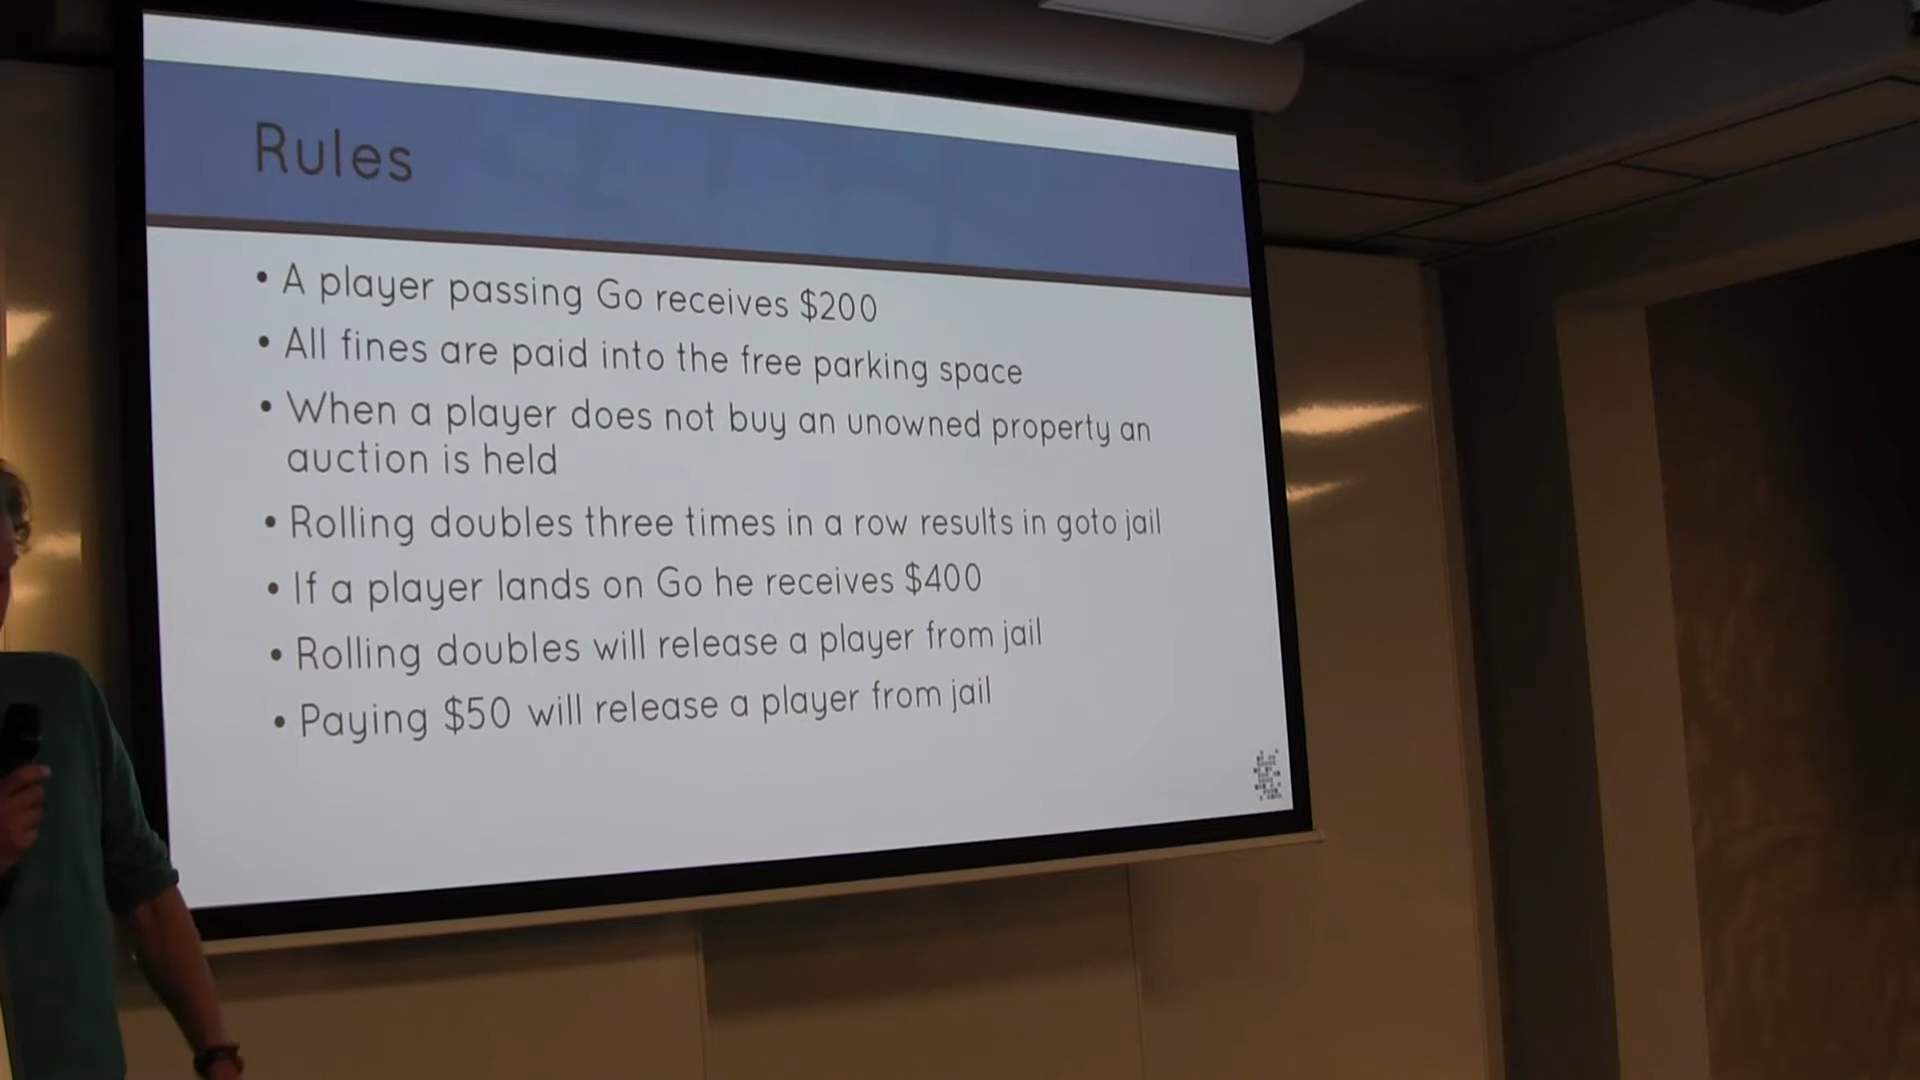 Rules
• A player passing Go receives $200
• All fines are paid into the free parking space
• When a player does not buy an unowned property an
auction is held
• Rolling doubles three times in a row results in goto jail
• If a player lands on Go he receives $400
• Rolling doubles will release a player from jail
• Paying $50 will release a player from jail